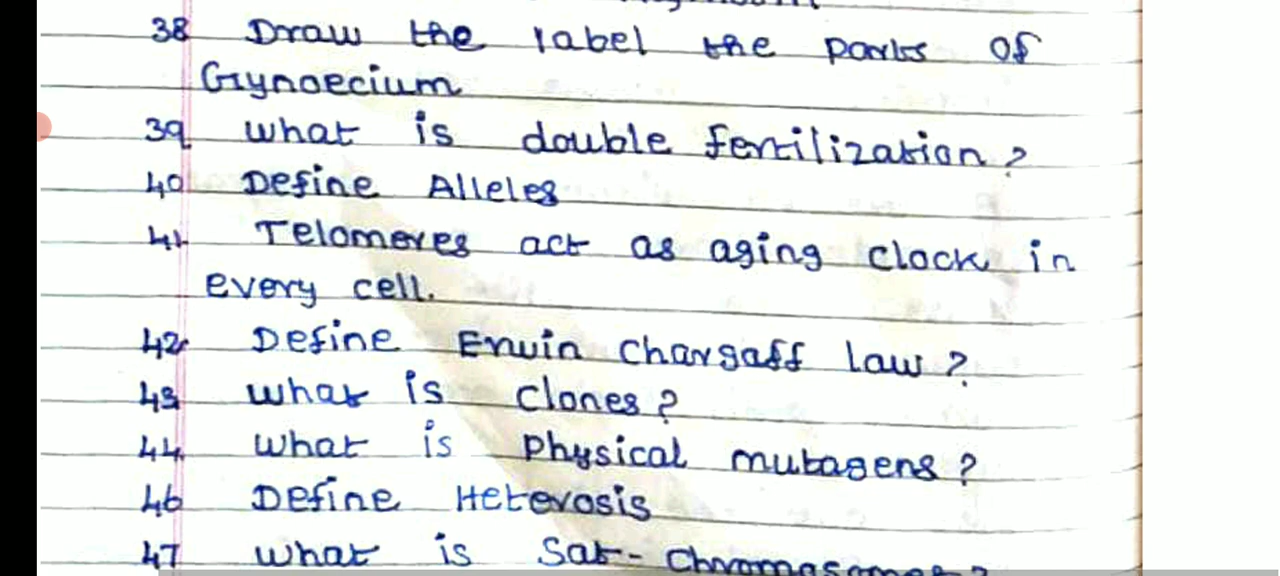 38 Draw the label the parts of
Gynoecium
39 what is double fertilization?
40 Define Alleles
41 Telomeres act as aging clock in
every cell.
42 Define Erwin Chargaff law?
43 what is clones?
44 what is physical mutagens?
46 Define Heterosis
47 what is Sat-Chromosomes?